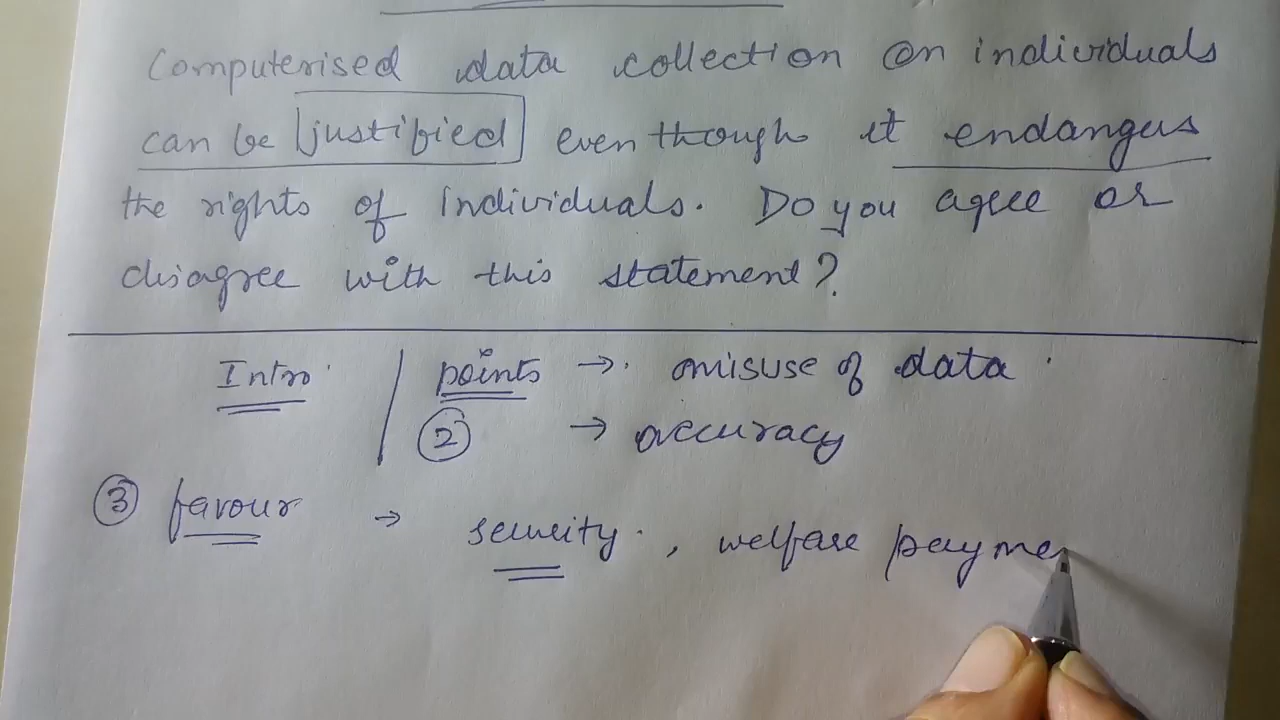 Computerised data collection on individuals
can be justified even though it endangers
the rights of individuals. Do you agree or
disagree with this statement?
Intro. / points → . misuse of data .
② → accuracy
③ favour → security . , welfare payme